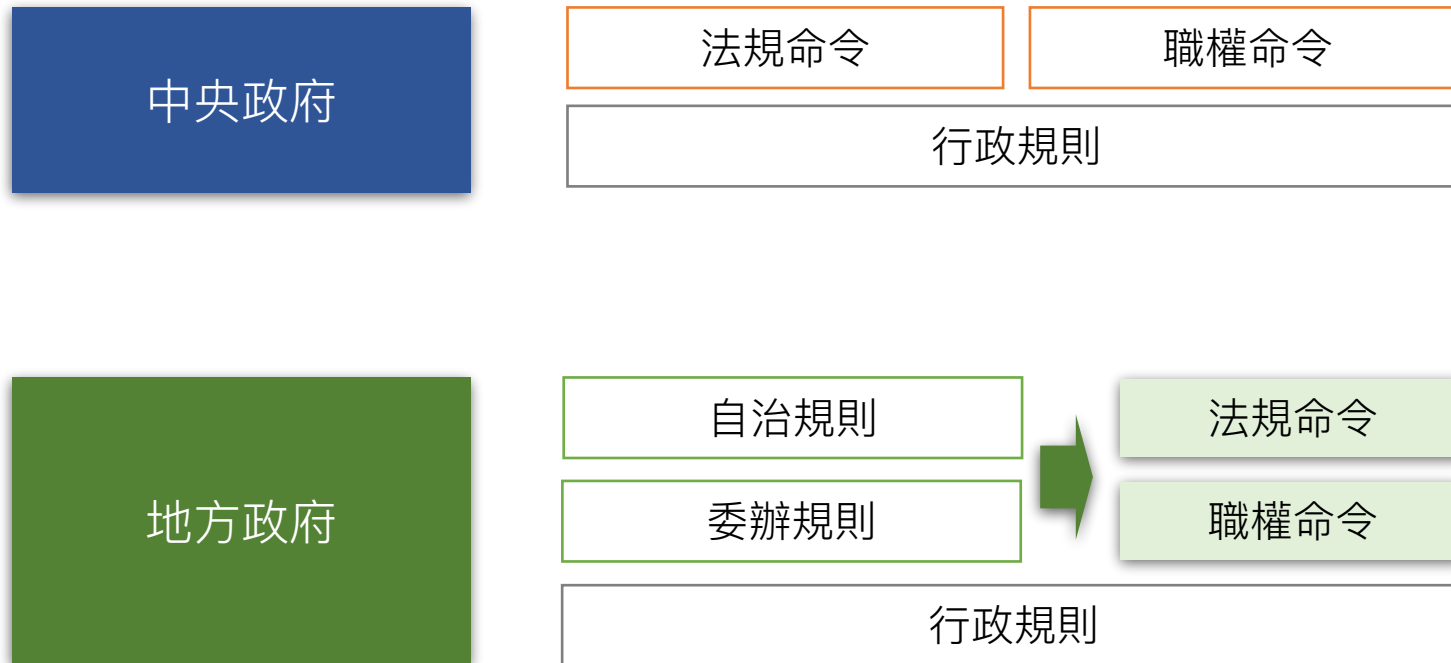 中央政府
法規命令
職權命令
行政規則
地方政府
自治規則
法規命令
委辦規則
職權命令
行政規則